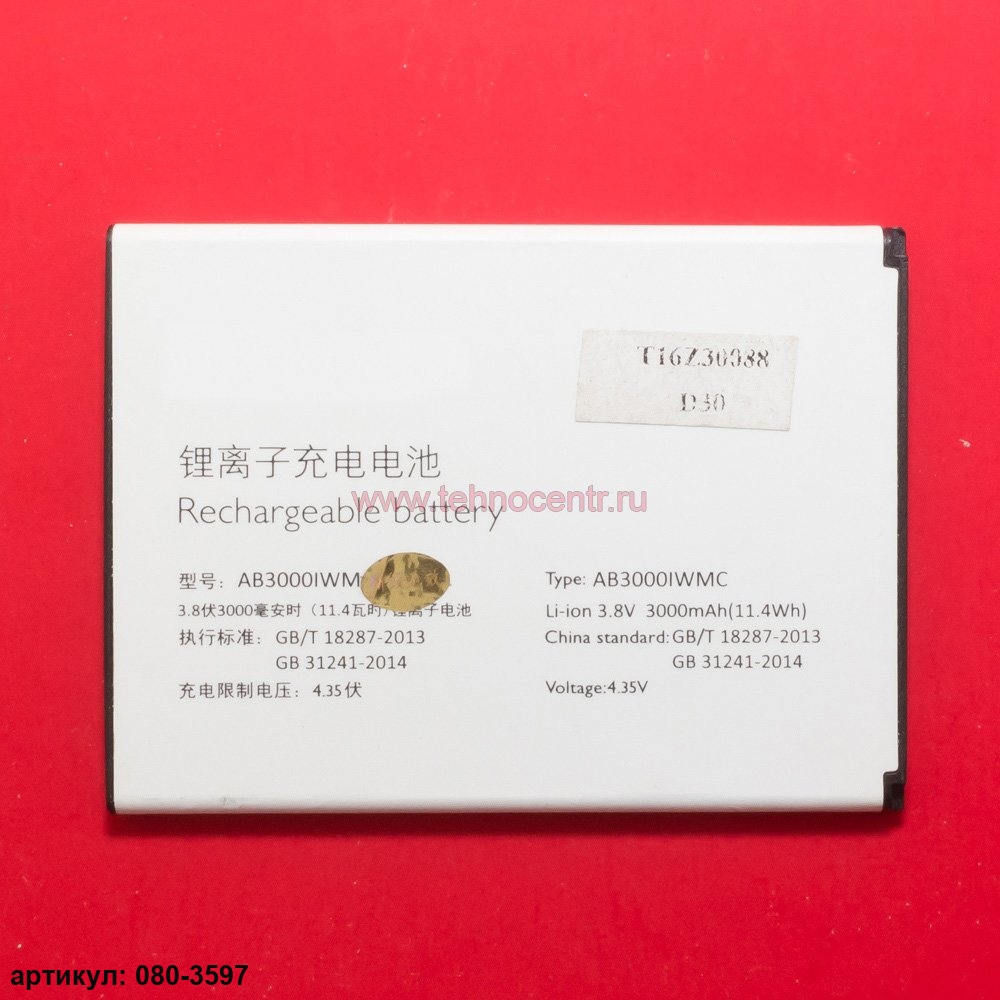 T16Z30088
D30
锂离子充电电池
www.tehnocentr.ru
Rechargeable battery
型号： AB3000IWM
3.8伏3000毫安时（11.4瓦时)锂离子电池
执行标准： GB/T 18287-2013
GB 31241-2014
充电限制电压： 4.35伏
Type: AB3000IWMC
Li-ion 3.8V 3000mAh(11.4Wh)
China standard: GB/T 18287-2013
GB 31241-2014
Voltage:4.35V
артикул: 080-3597